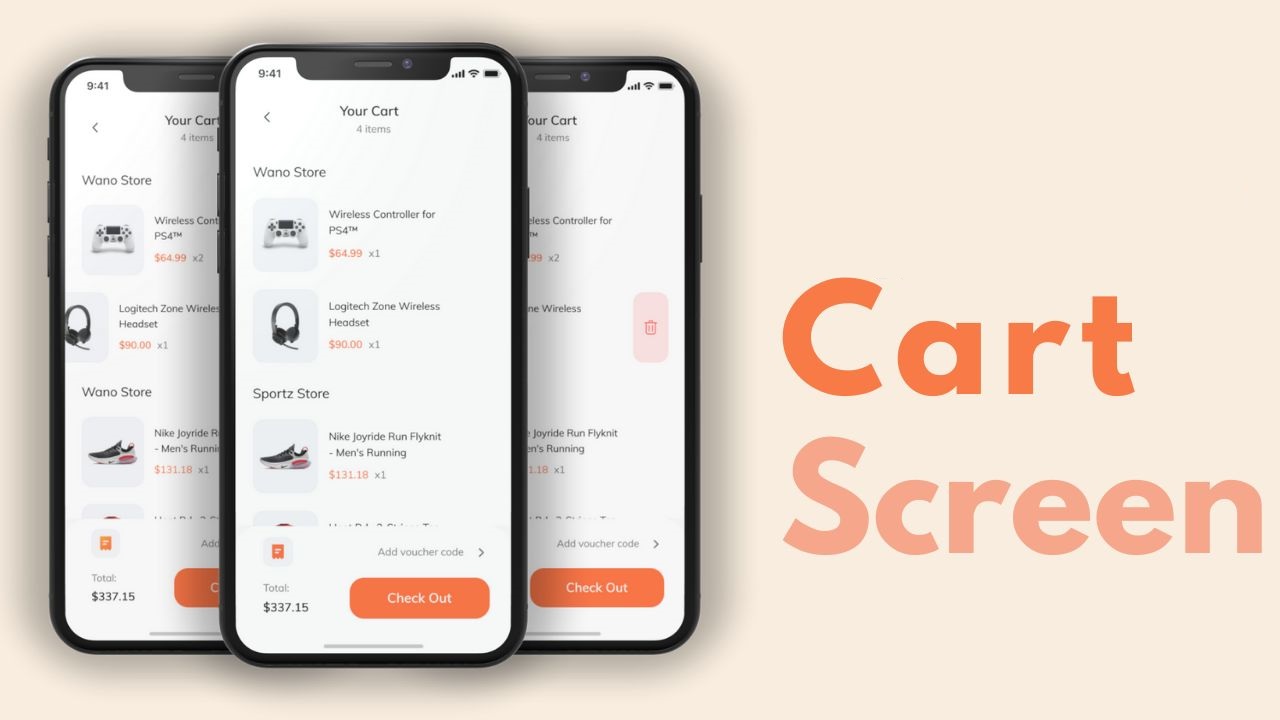 9:41
Your Cart
4 items
Wano Store
Wireless Cont
PS4™
$64.99 x2
Logitech Zone Wireles
Headset
$90.00 x1
Wano Store
Nike Joyride R
- Men's Runni
$131.18 x1
Add
Total:
$337.15
C
9:41
Your Cart
4 items
Wano Store
Wireless Controller for
PS4™
$64.99 x1
Logitech Zone Wireless
Headset
$90.00 x1
Sportz Store
Nike Joyride Run Flyknit
- Men's Running
$131.18 x1
Add voucher code
Total:
$337.15
Check Out
our Cart
4 items
eless Controller for
™
99 x2
ne Wireless
Joyride Run Flyknit
en's Running
1.18 x1
Add voucher code
Check Out
Cart
Screen